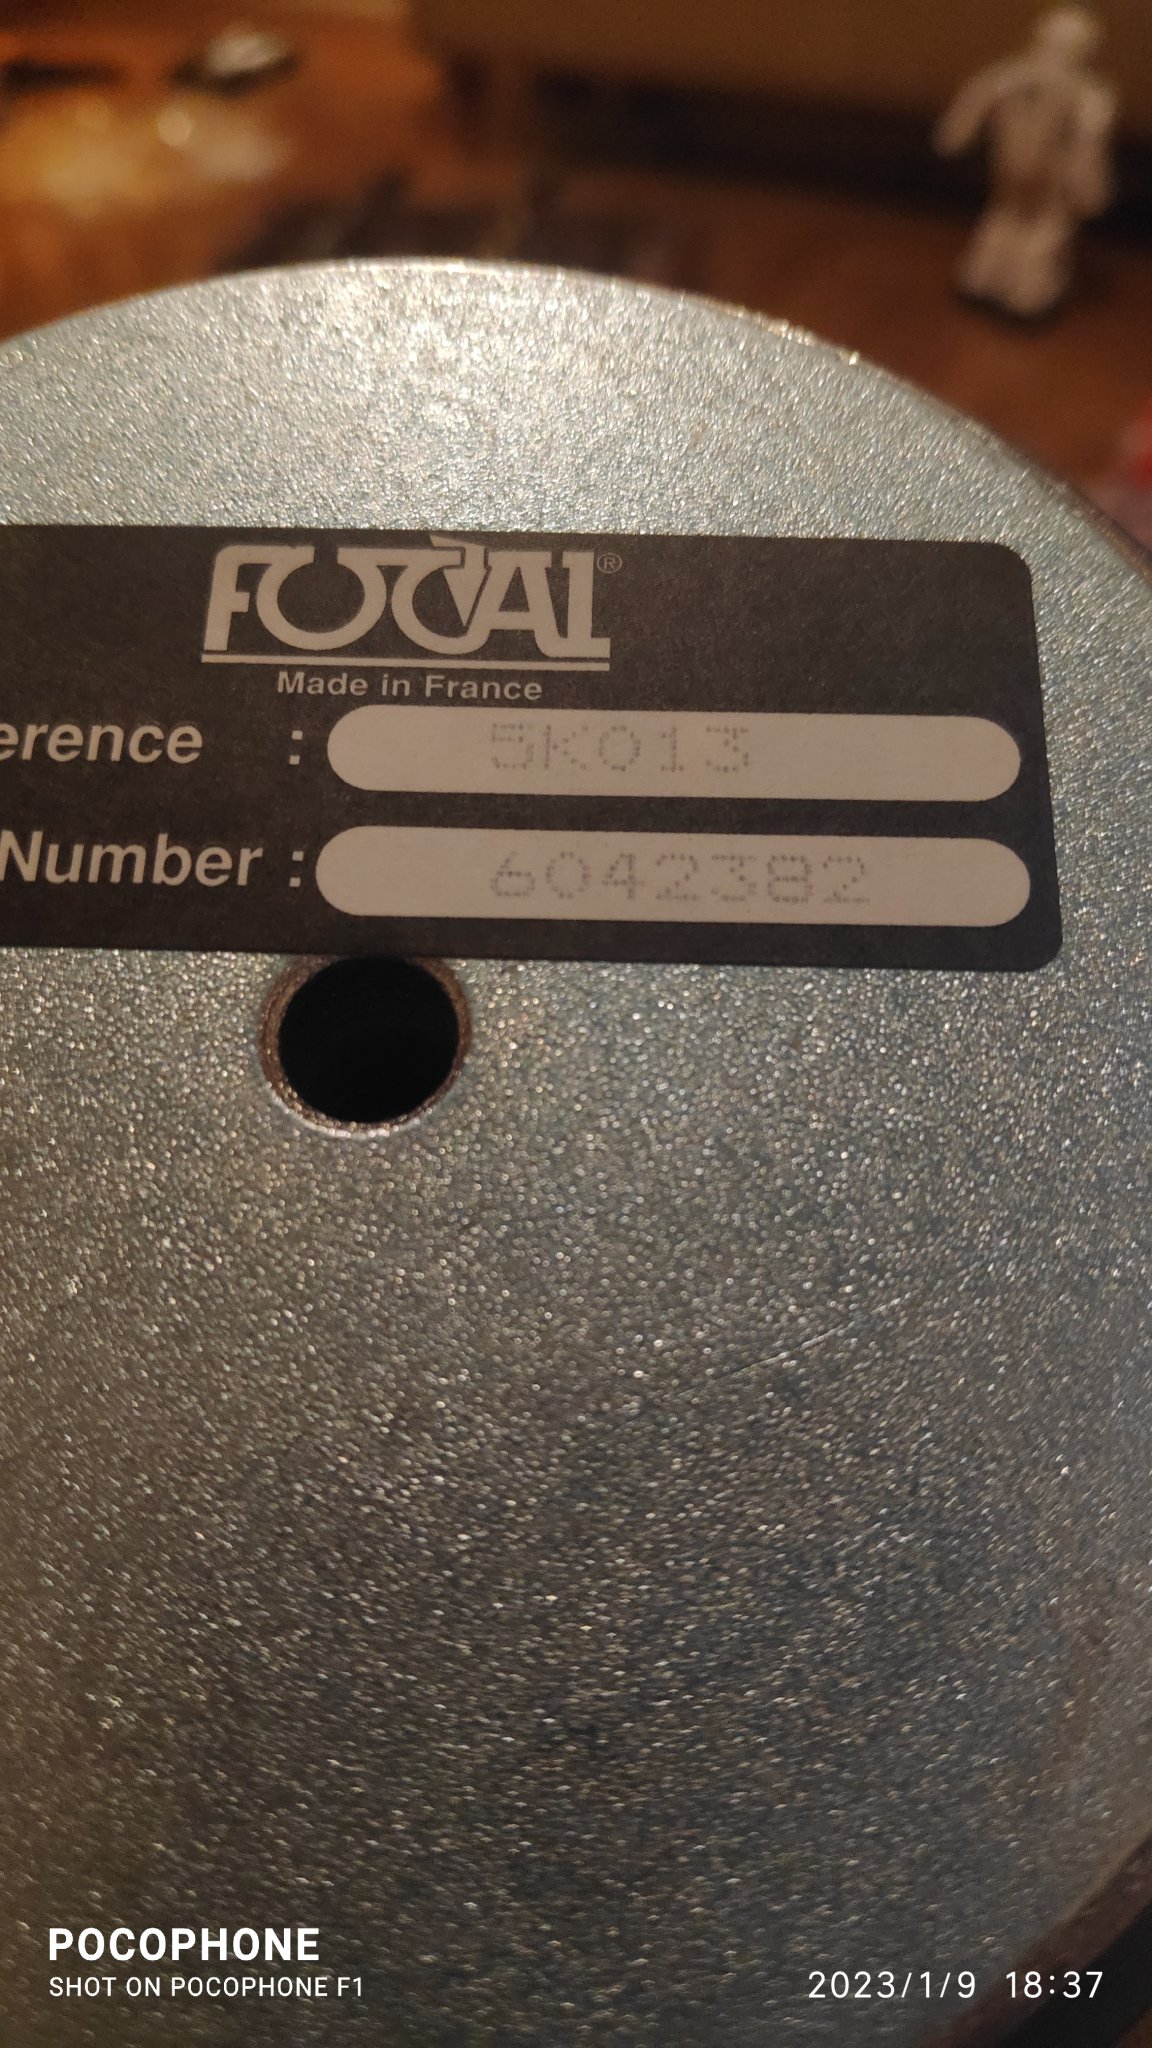 FOCAL®
Made in France
erence : 5K013
Number : 6042382
POCOPHONE
SHOT ON POCOPHONE F1
2023/1/9 18:37